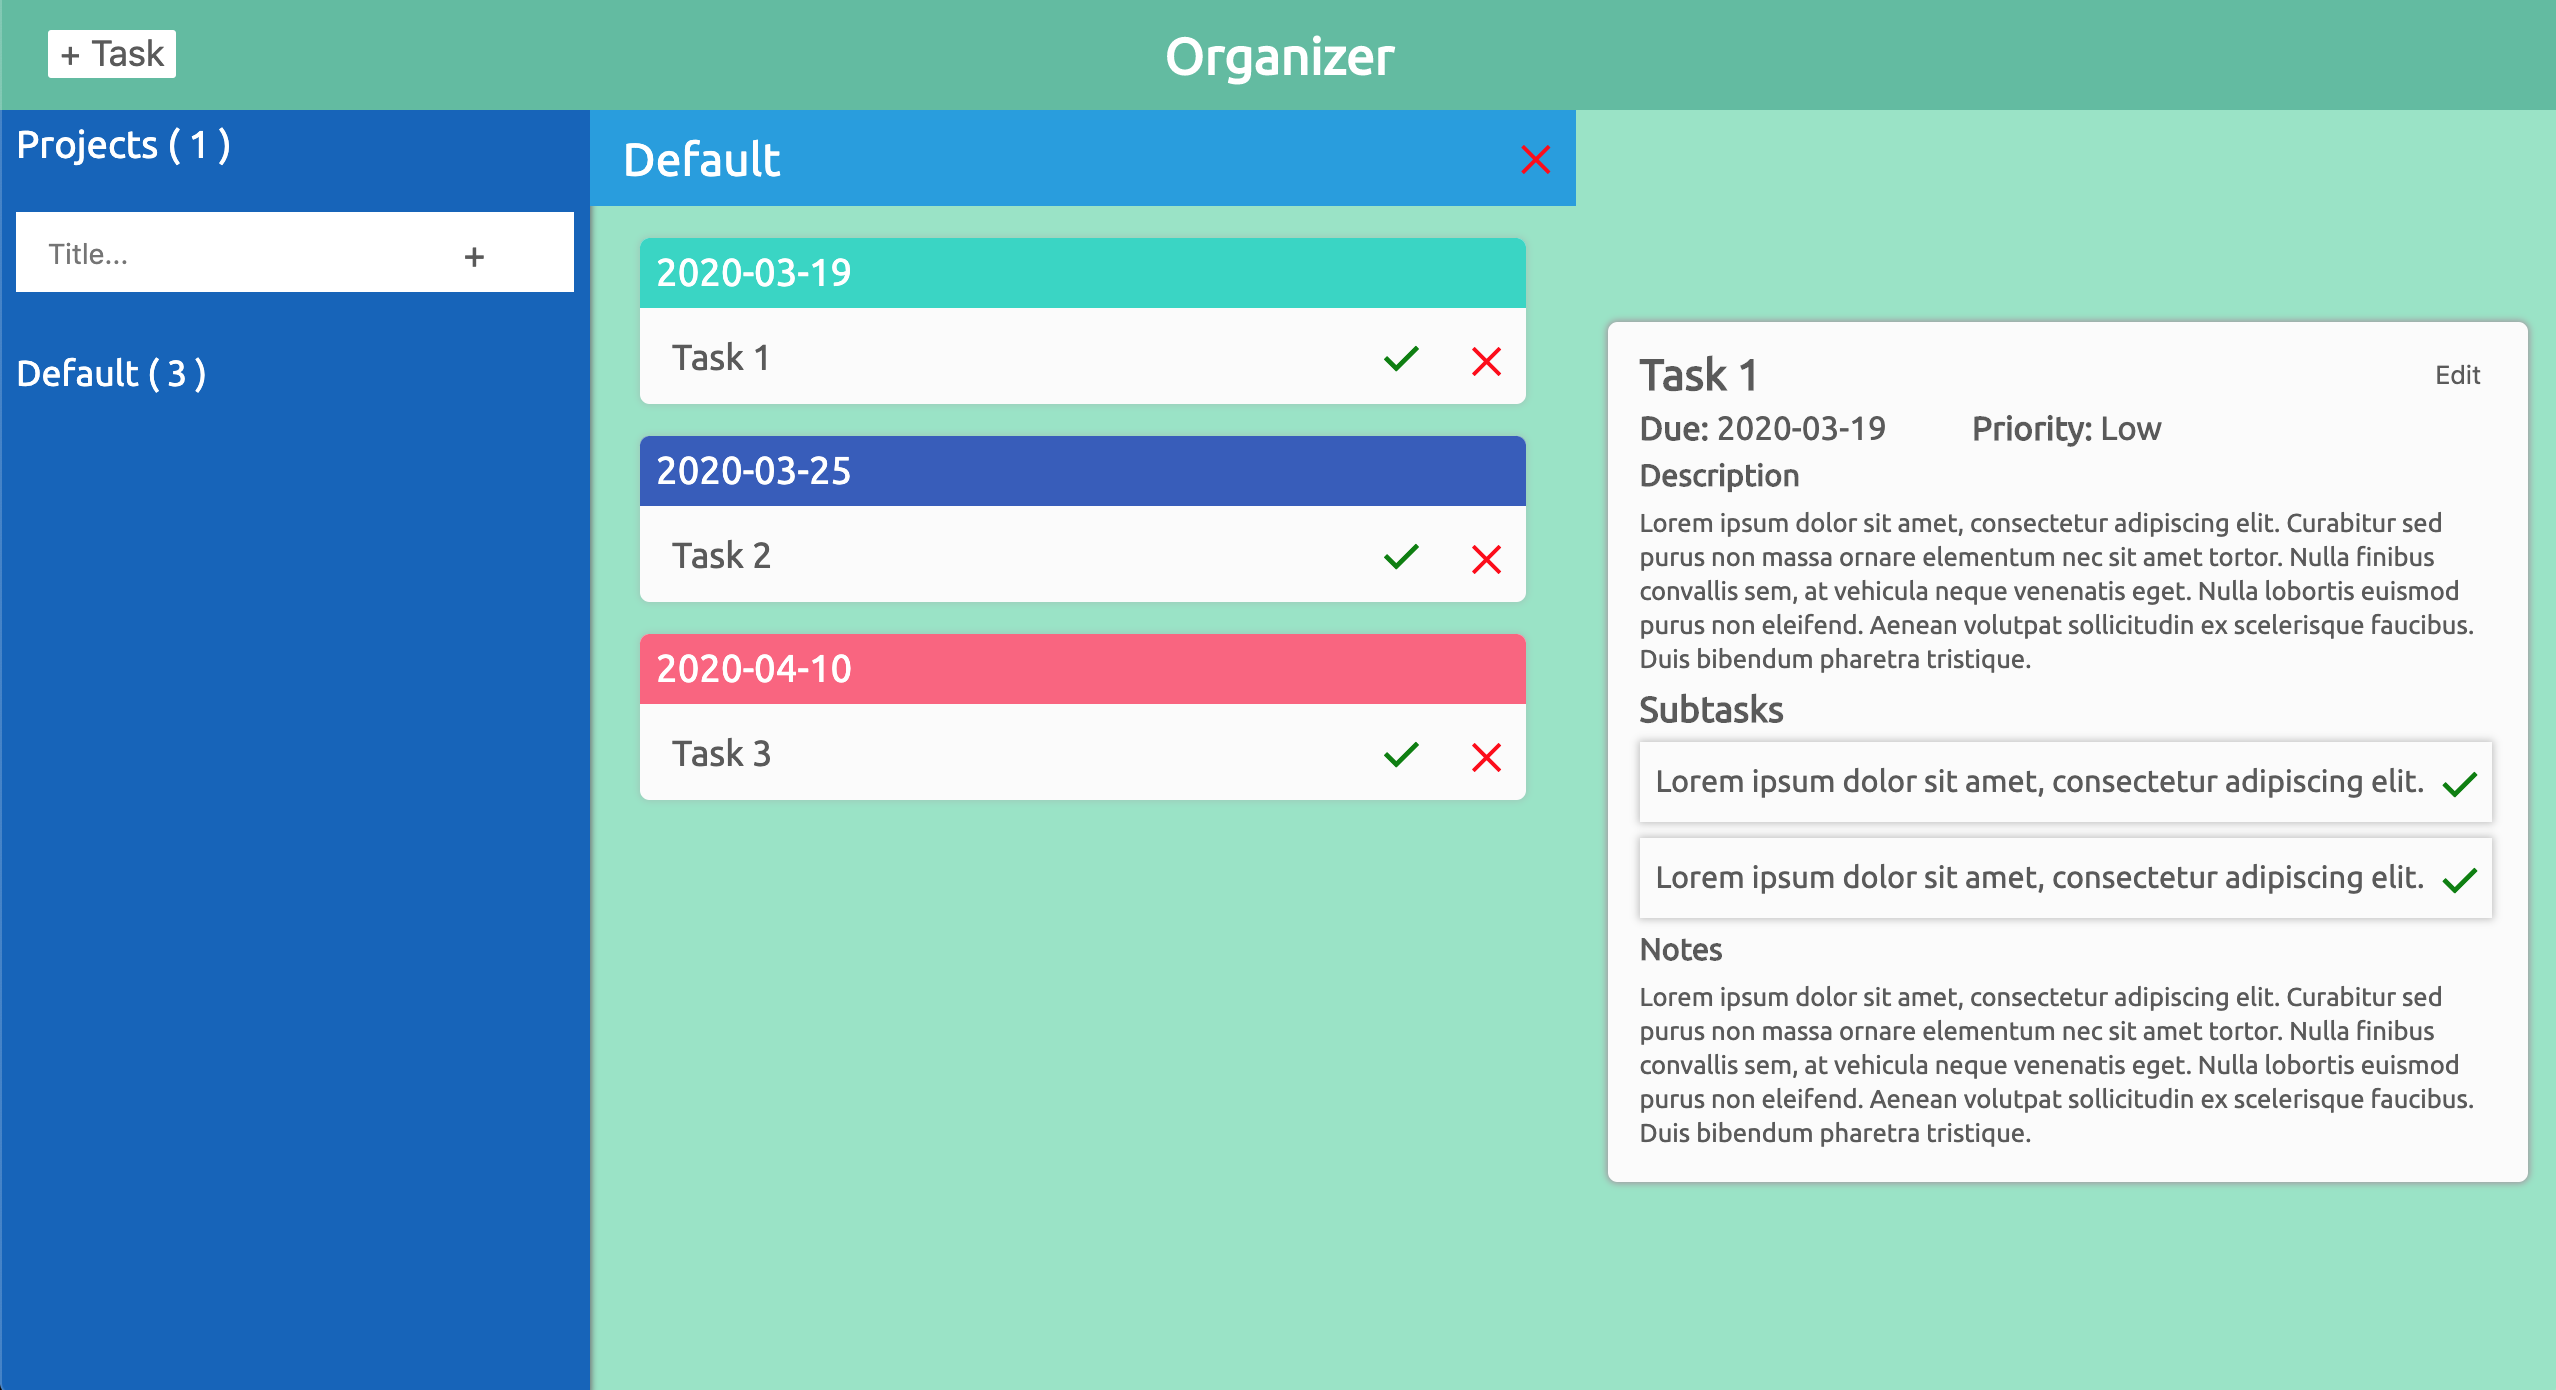 + Task
Organizer
Projects ( 1 )
Title...
+
Default ( 3 )
Default
2020-03-19
Task 1
2020-03-25
Task 2
2020-04-10
Task 3
Task 1
Edit
Due: 2020-03-19 Priority: Low
Description
Lorem ipsum dolor sit amet, consectetur adipiscing elit. Curabitur sed
purus non massa ornare elementum nec sit amet tortor. Nulla finibus
convallis sem, at vehicula neque venenatis eget. Nulla lobortis euismod
purus non eleifend. Aenean volutpat sollicitudin ex scelerisque faucibus.
Duis bibendum pharetra tristique.
Subtasks
Lorem ipsum dolor sit amet, consectetur adipiscing elit.
Lorem ipsum dolor sit amet, consectetur adipiscing elit.
Notes
Lorem ipsum dolor sit amet, consectetur adipiscing elit. Curabitur sed
purus non massa ornare elementum nec sit amet tortor. Nulla finibus
convallis sem, at vehicula neque venenatis eget. Nulla lobortis euismod
purus non eleifend. Aenean volutpat sollicitudin ex scelerisque faucibus.
Duis bibendum pharetra tristique.